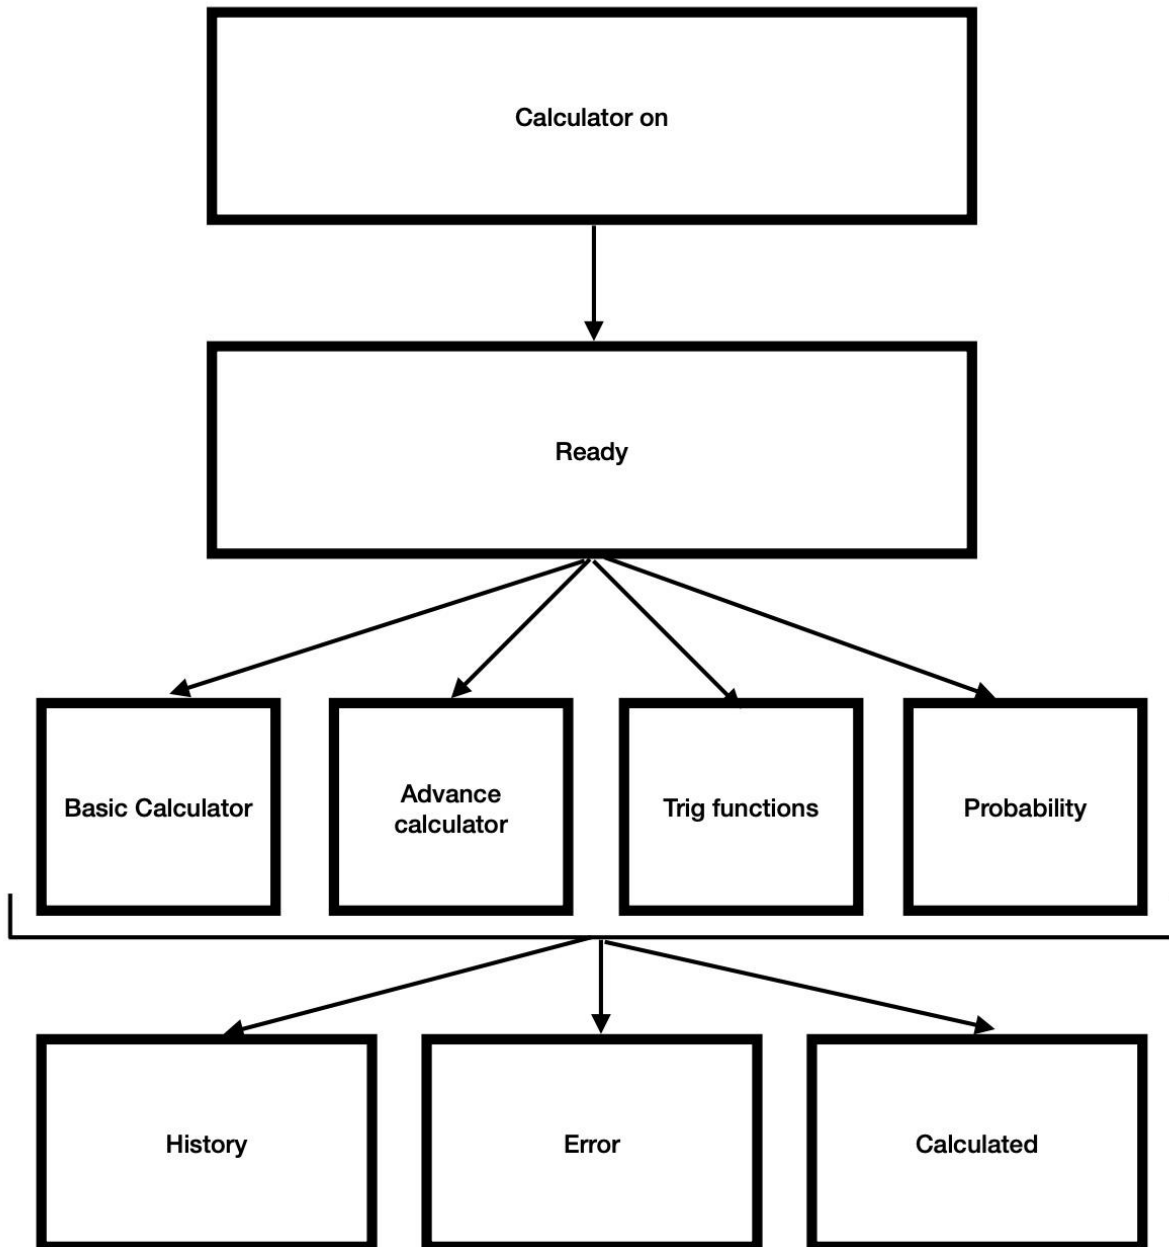 Calculator on
Ready
Basic Calculator
Advance
calculator
Trig functions
Probability
History
Error
Calculated